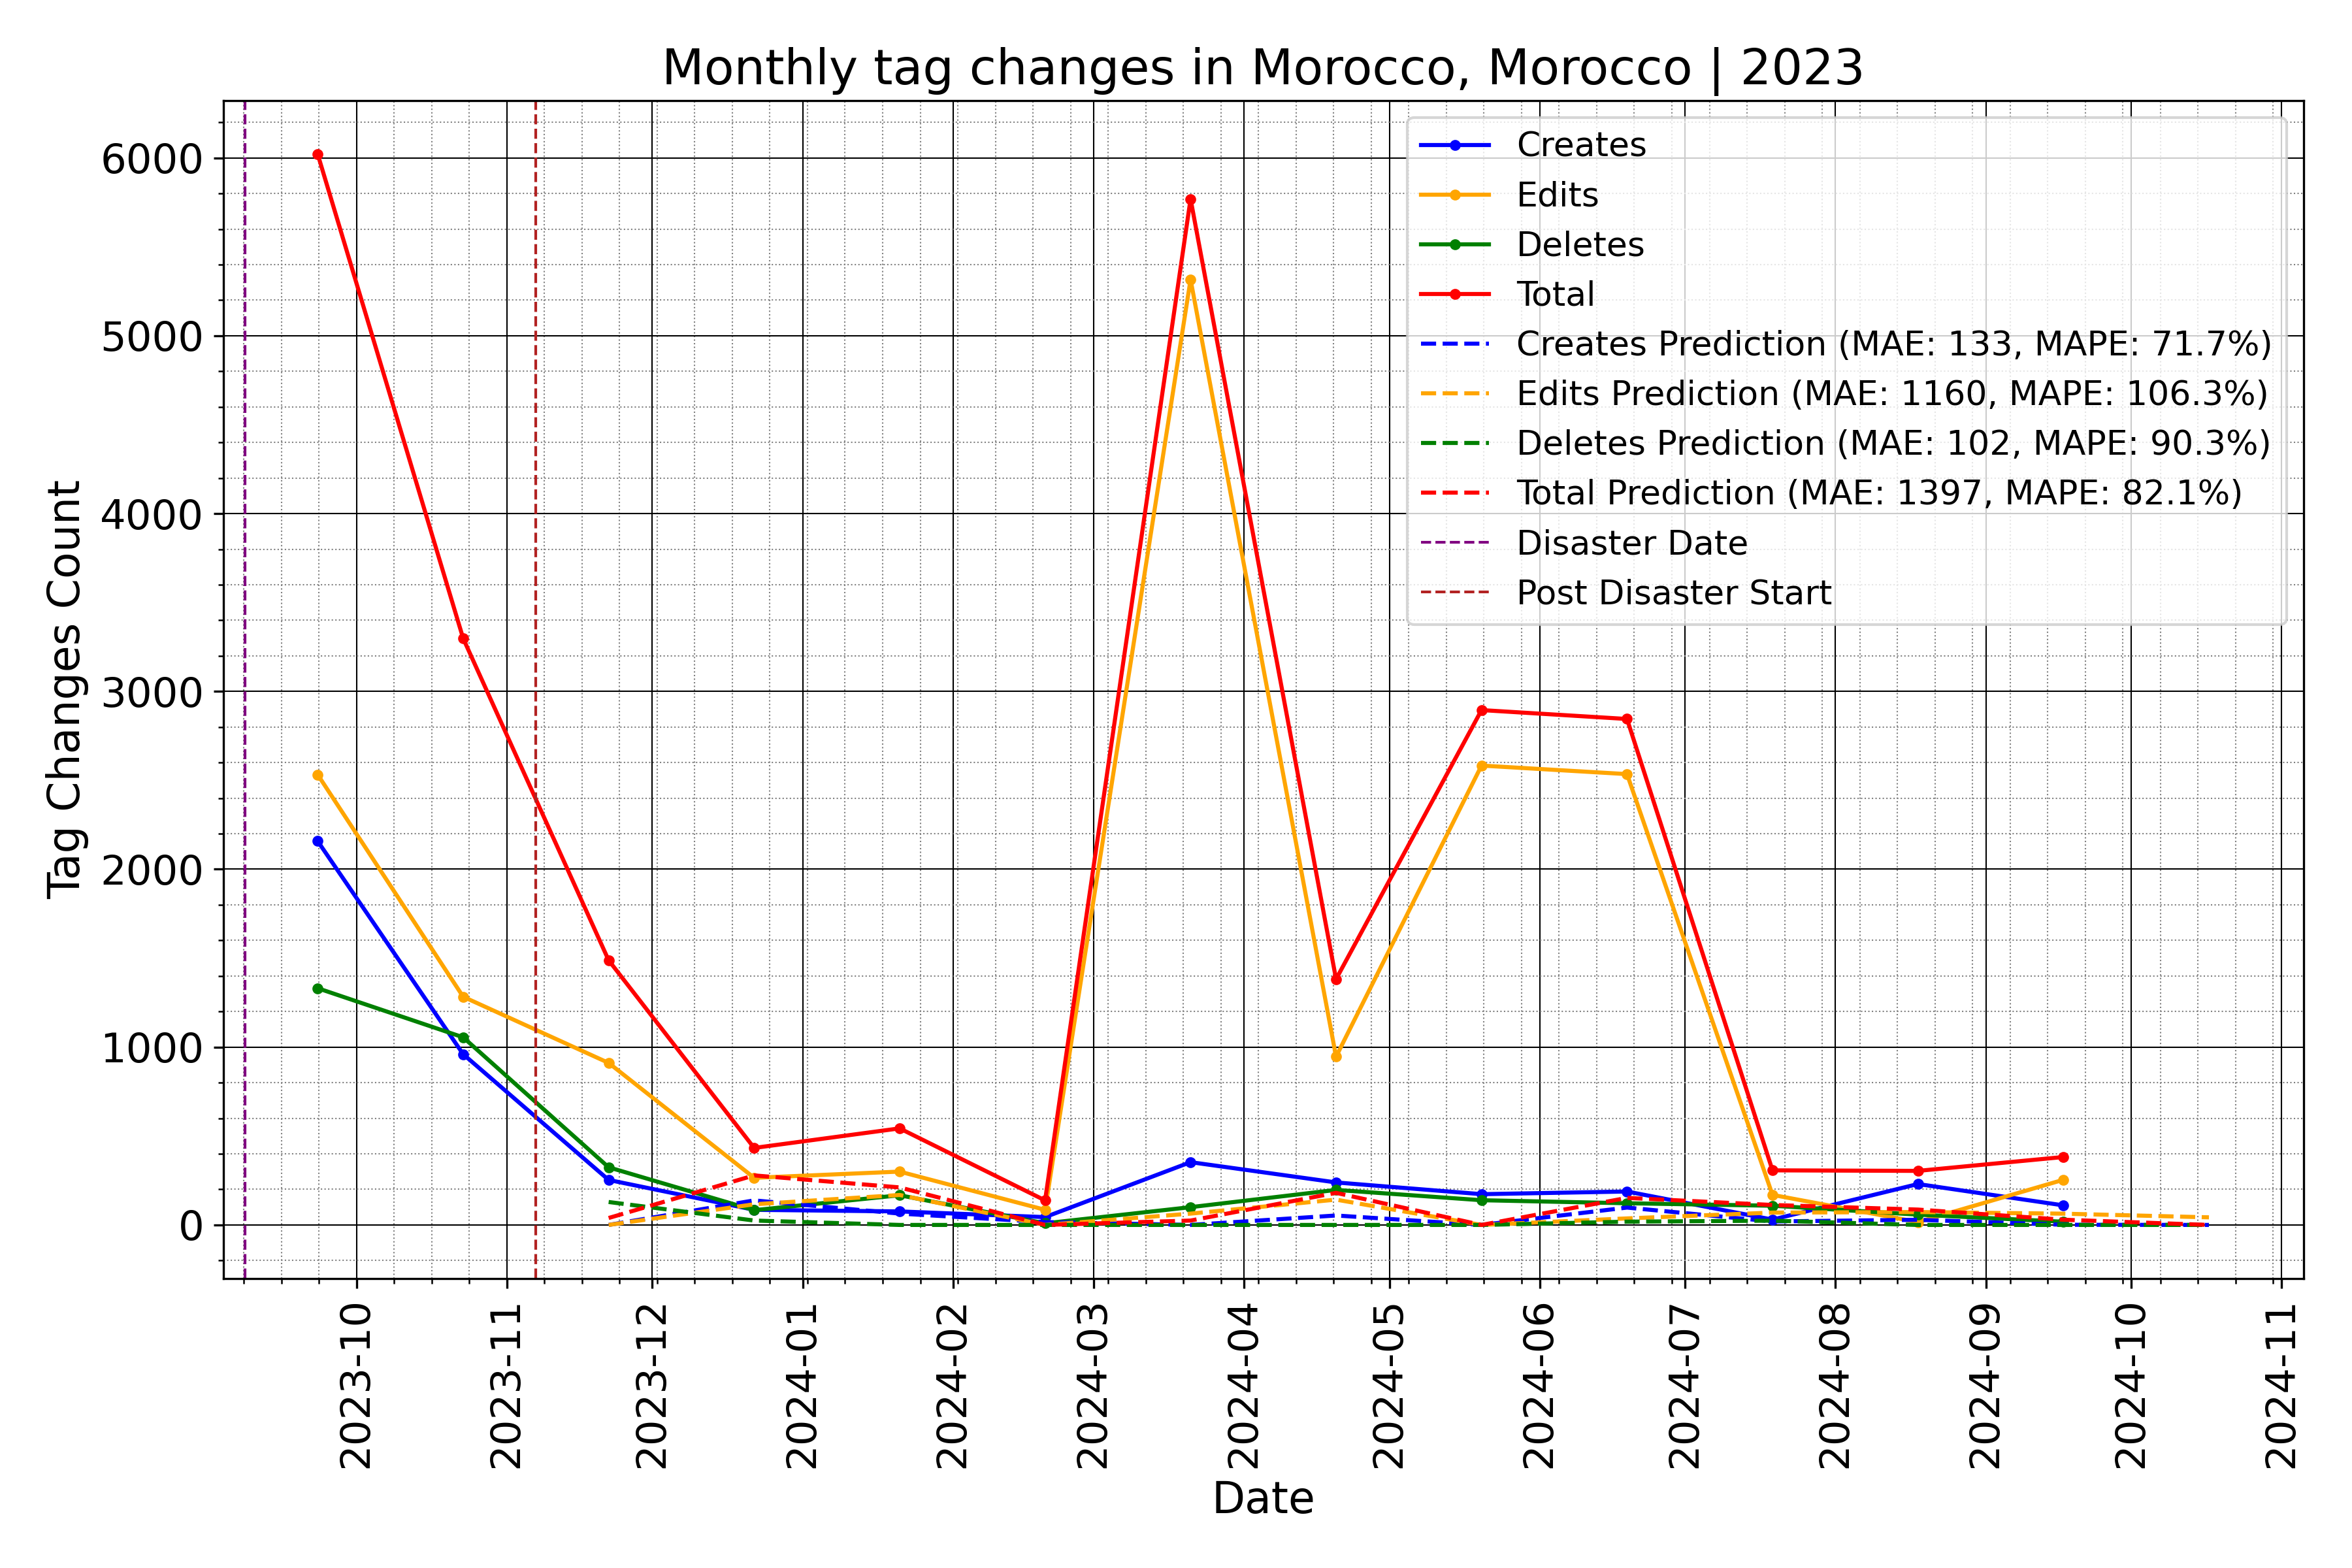 Monthly tag changes in Morocco, Morocco | 2023
Tag Changes Count
6000
5000
4000
3000
2000
1000
0
Creates
Edits
Deletes
Total
Creates Prediction (MAE: 133, MAPE: 71.7%)
Edits Prediction (MAE: 1160, MAPE: 106.3%)
Deletes Prediction (MAE: 102, MAPE: 90.3%)
Total Prediction (MAE: 1397, MAPE: 82.1%)
Disaster Date
Post Disaster Start
2023-10
2023-11
2023-12
2024-01
2024-02
2024-03
2024-04
2024-05
2024-06
2024-07
2024-08
2024-09
2024-10
2024-11
Date